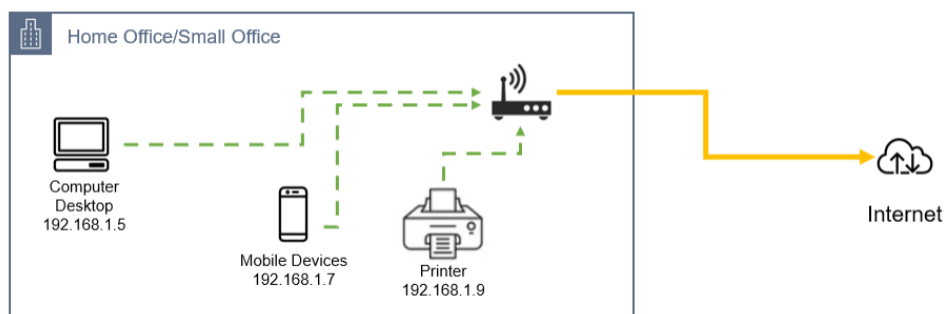 Home Office/Small Office
Computer
Desktop
192.168.1.5
Mobile Devices
192.168.1.7
Printer
192.168.1.9
Internet